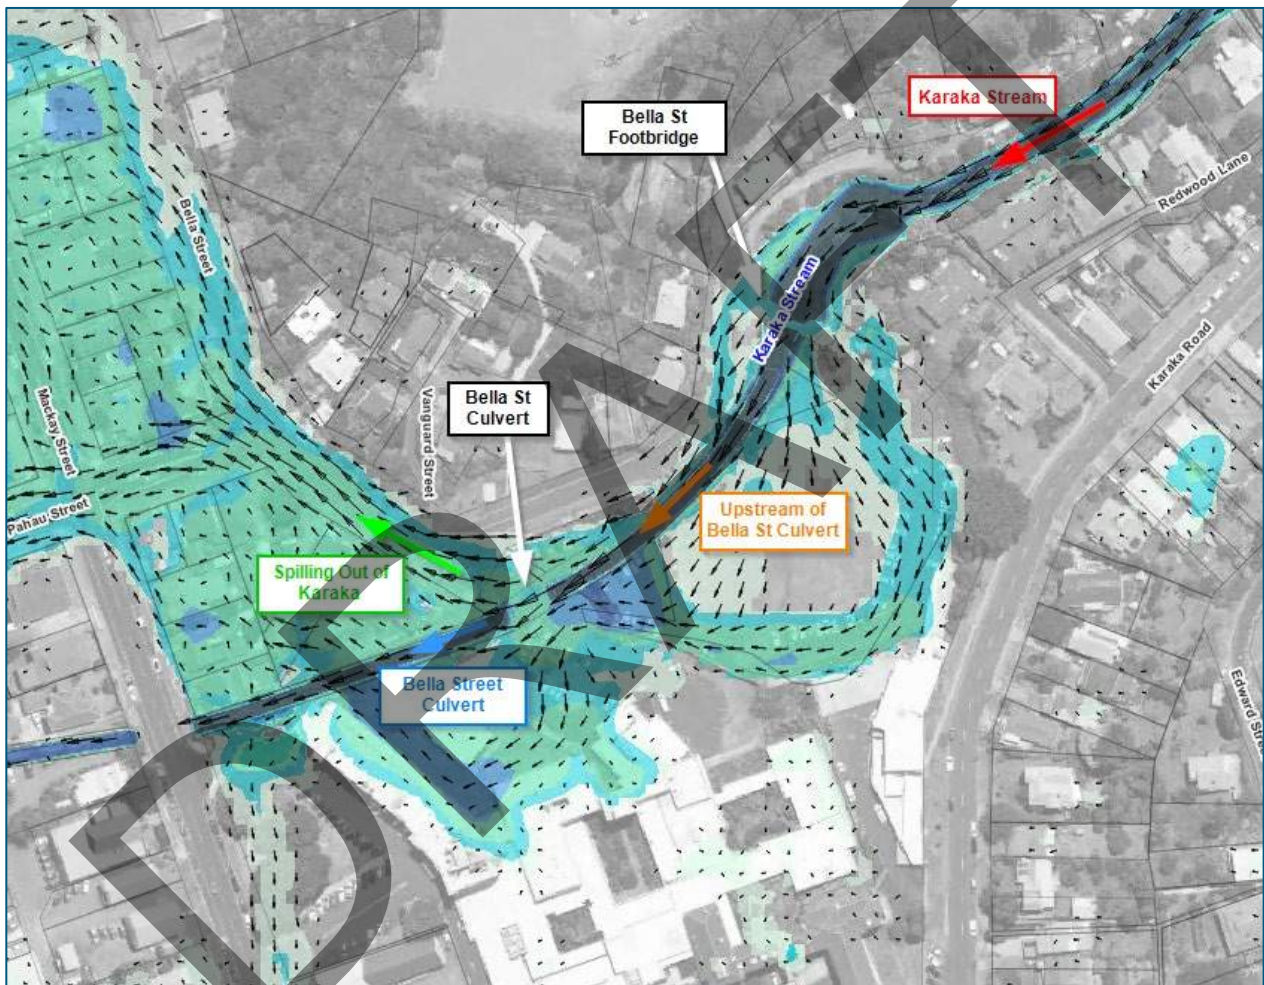 Karaka Stream
Bella St
Footbridge
Redwood Lane
Bella Street
Karaka Stream
Karaka Road
Bella St
Culvert
Vanguard Street
Mackay Street
Pahau Street
Upstream of
Bella St Culvert
Spilling Out of
Karaka
Bella Street
Culvert
Edward Stree
DRAFT